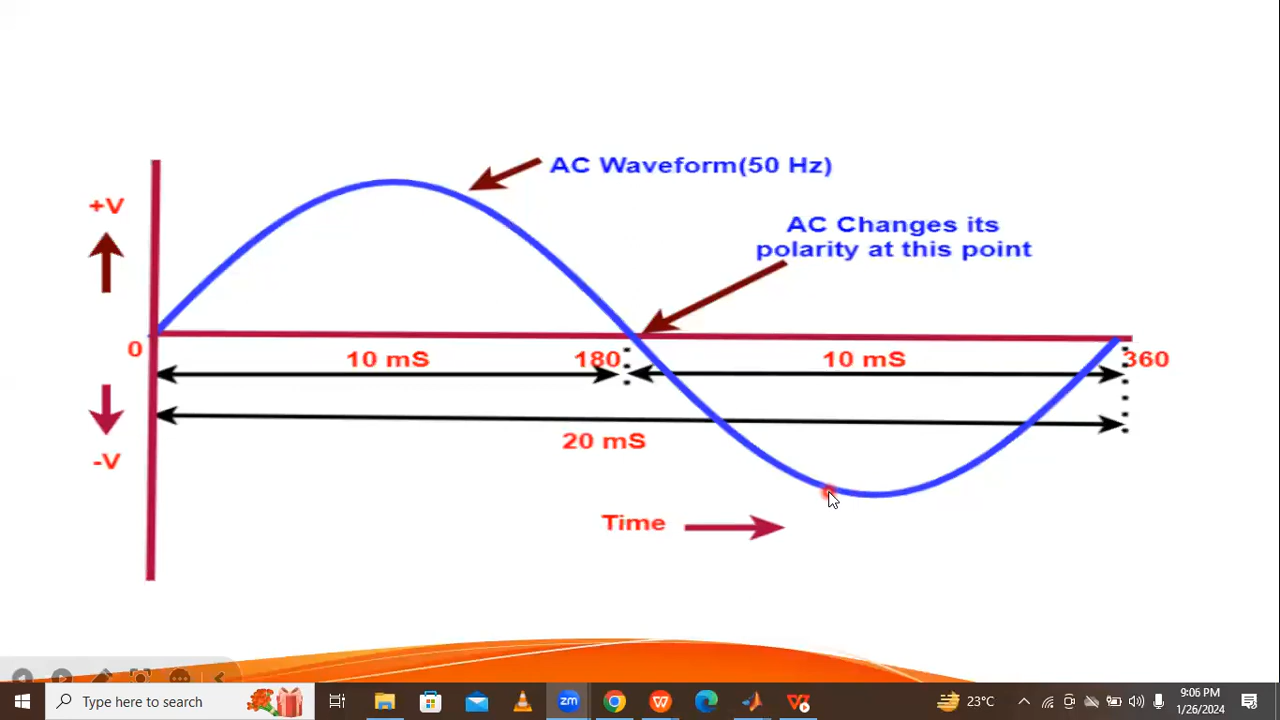 AC Waveform(50 Hz)
+V
AC Changes its
polarity at this point
0
10 mS
180
10 mS
360
20 mS
-V
Time
Type here to search
zm
W
23°C
9:06 PM
1/26/2024